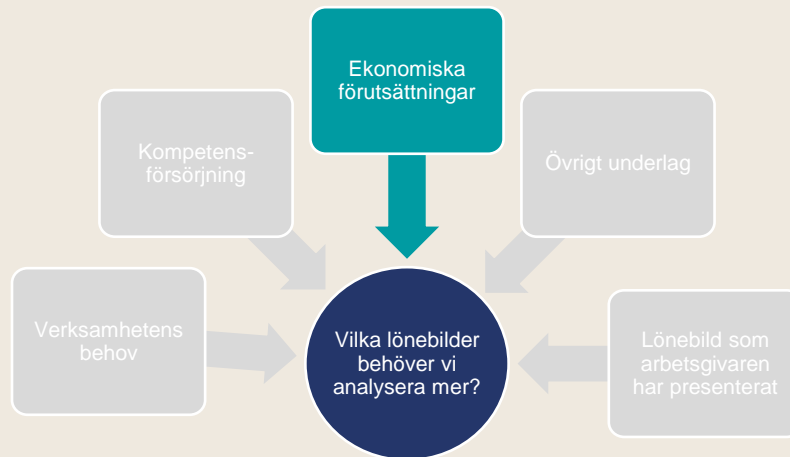 Ekonomiska
förutsättningar
Kompetens-
försörjning
Övrigt underlag
Verksamhetens
behov
Vilka lönebilder
behöver vi
analysera mer?
Lönebild som
arbetsgivaren
har presenterat